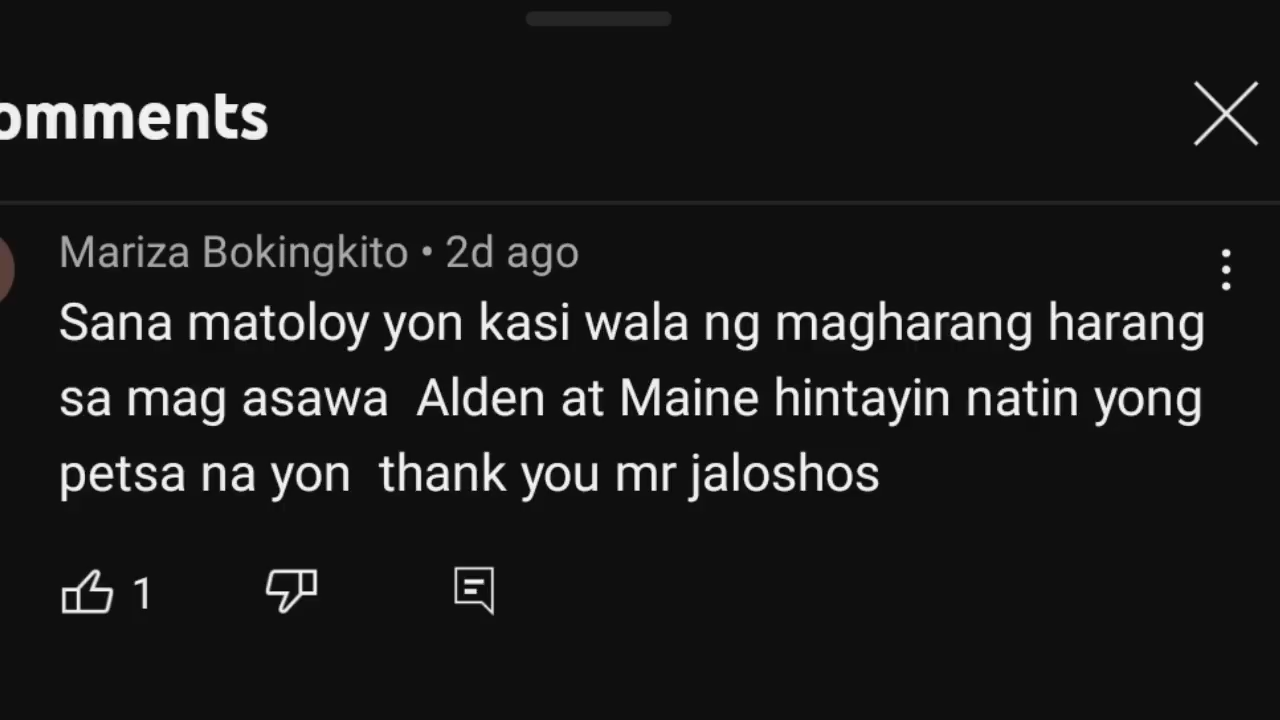 omments
Mariza Bokingkito • 2d ago
Sana matoloy yon kasi wala ng magharang harang
sa mag asawa Alden at Maine hintayin natin yong
petsa na yon thank you mr jaloshos
1